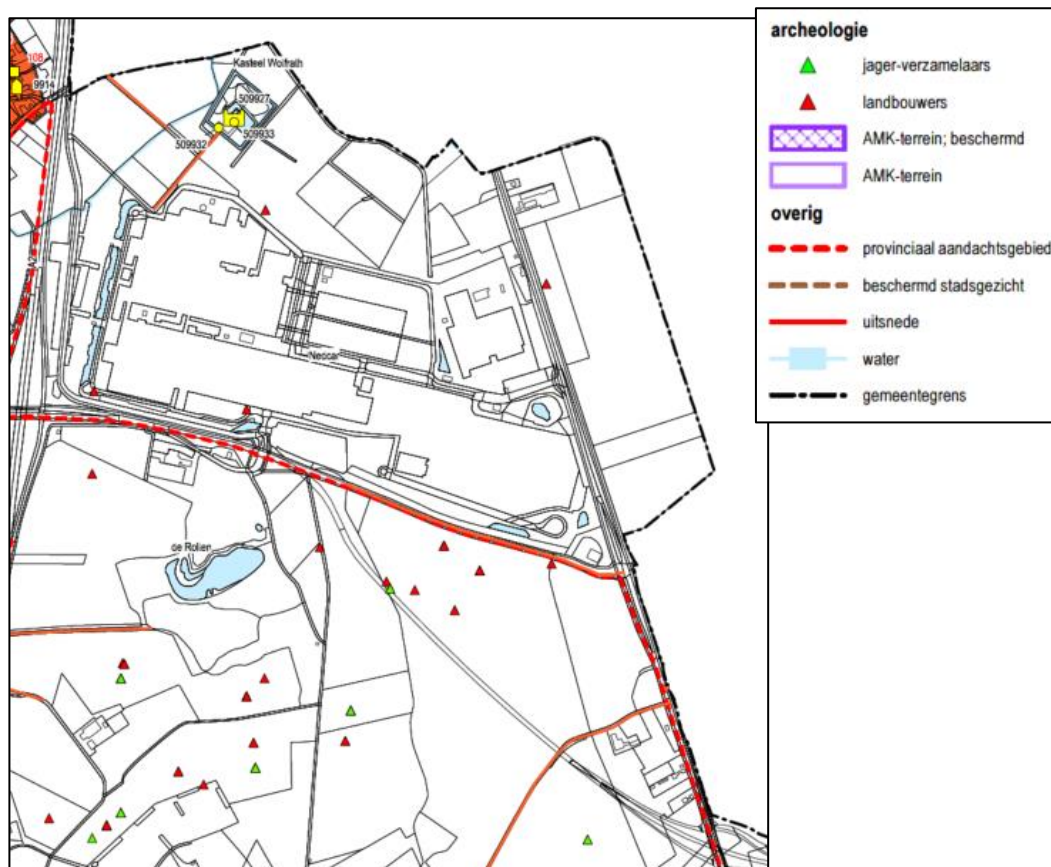 108
9914
Kasteel Wolfrath
509927
509933
509932
A2
Nedcar
de Rollen
archeologie
jager-verzamelaars
landbouwers
AMK-terrein; beschermd
AMK-terrein
overig
provinciaal aandachtsgebied
beschermd stadsgezicht
uitsnede
water
gemeentegrens